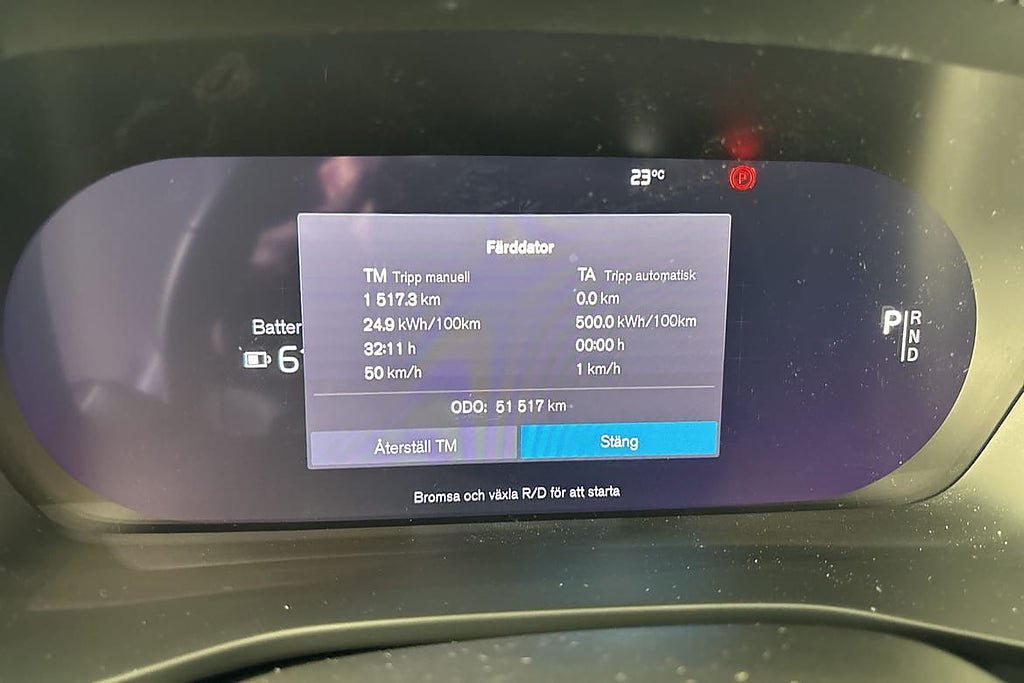 23°C
P
Färddator
TM Tripp manuell
1 517.3 km
24.9 kWh/100km
32:11 h
50 km/h
TA Tripp automatisk
0.0 km
500.0 kWh/100km
00:00 h
1 km/h
ODO: 51 517 km
Återställ TM
Stäng
Batter
P
R
N
D
Bromsa och växla R/D för att starta